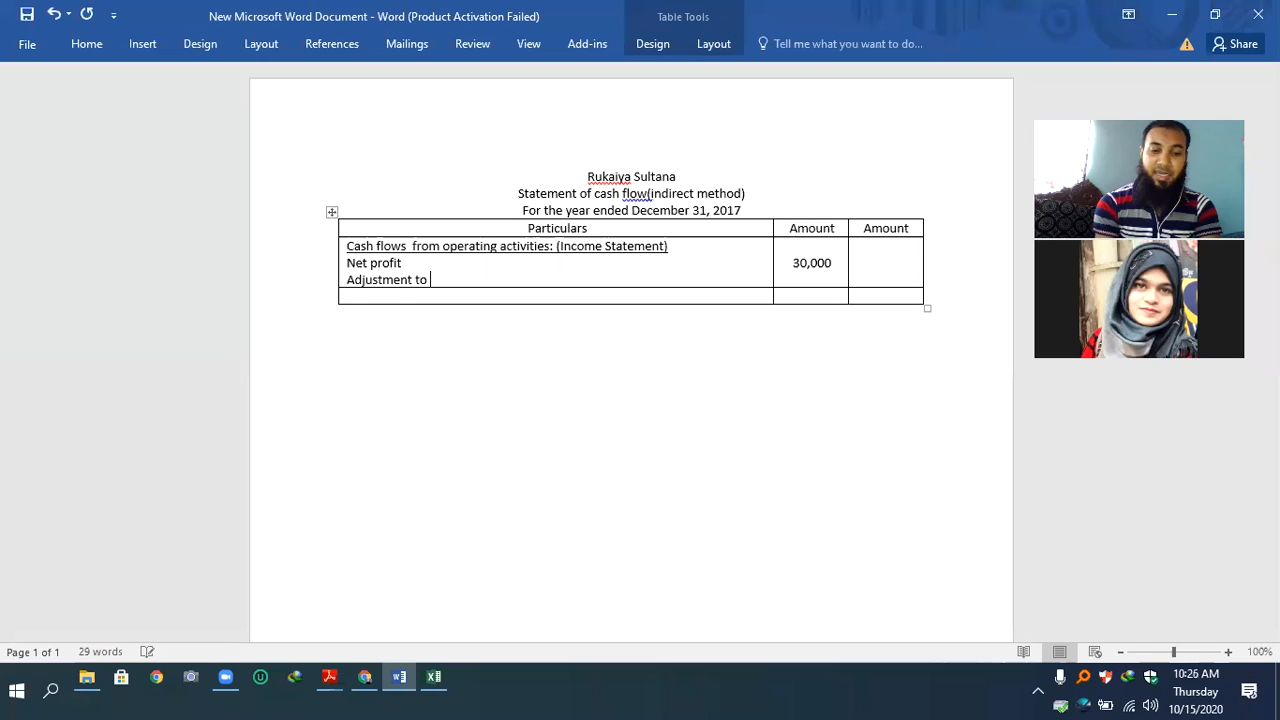 New Microsoft Word Document - Word (Product Activation Failed)
Table Tools
File Home Insert Design Layout References Mailings Review View Add-ins Design Layout Tell me what you want to do... Share
Rukaiya Sultana
Statement of cash flow(indirect method)
For the year ended December 31, 2017
Particulars Amount Amount
Cash flows from operating activities: (Income Statement)
Net profit 30,000
Adjustment to
Page 1 of 1 29 words 100%
10:26 AM
Thursday
10/15/2020